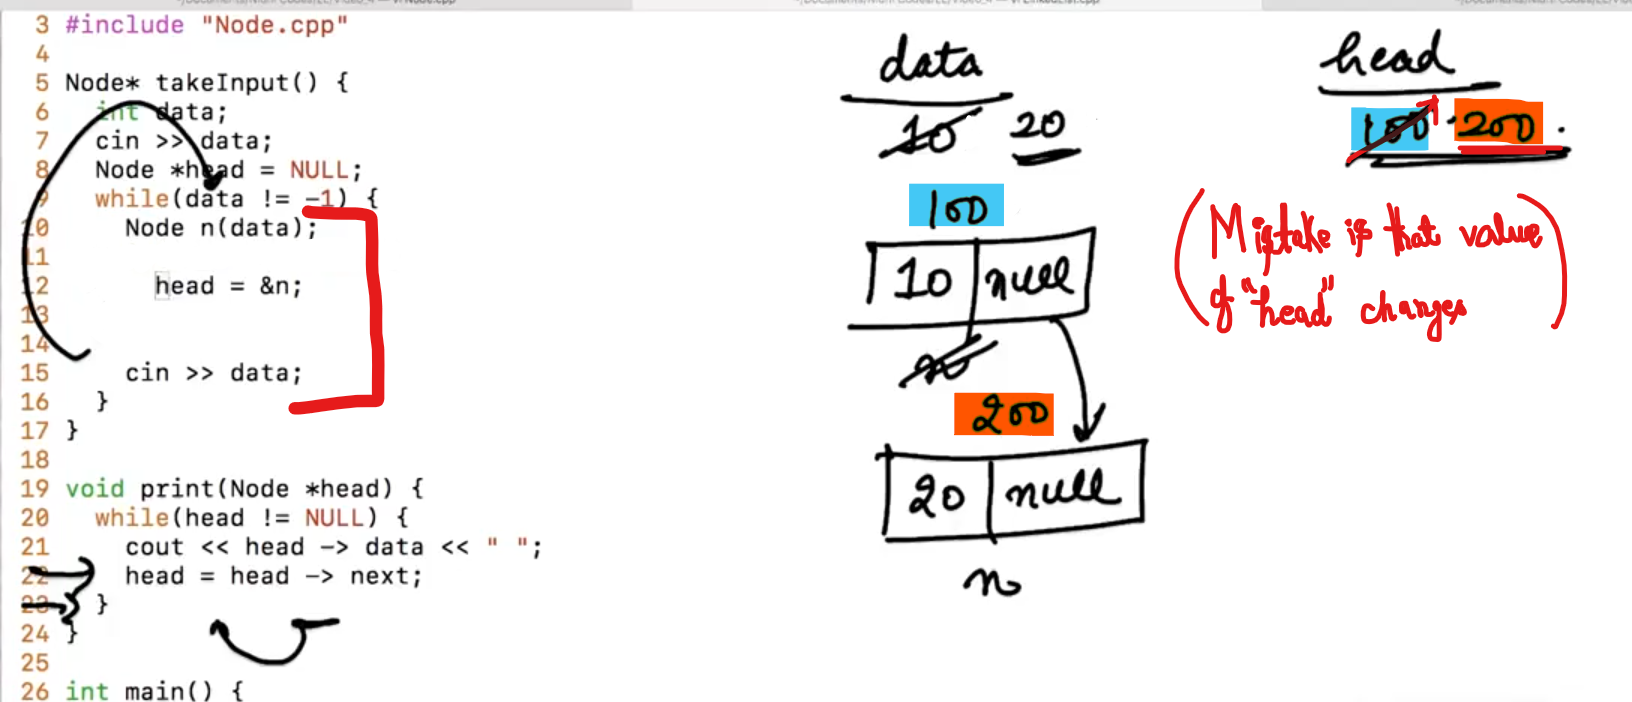 3 #include "Node.cpp"
4
5 Node* takeInput() {
6 int data;
7 cin >> data;
8 Node *head = NULL;
9 while(data != -1) {
10 Node n(data);
11
12 head = &n;
13
14
15 cin >> data;
16 }
17 }
18
19 void print(Node *head) {
20 while(head != NULL) {
21 cout << head -> data << " ";
22 head = head -> next;
23 }
24 }
25
26 int main() {
data
10 20
100
10 null
200
20 null
n
head
100 200
(Mistake is that value
of "head" changes)